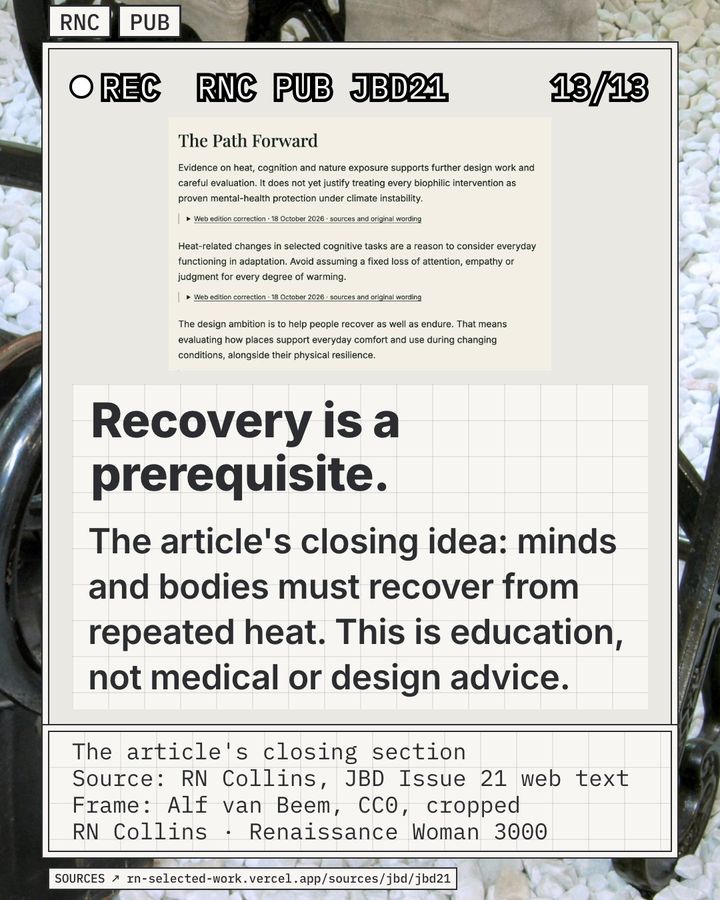 RNC PUB
REC RNC PUB JBD21 13/13
The Path Forward
Evidence on heat, cognition and nature exposure supports further design work and
careful evaluation. It does not yet justify treating every biophilic intervention as
proven mental-health protection under climate instability.
▶ Web edition correction · 18 October 2026 · sources and original wording
Heat-related changes in selected cognitive tasks are a reason to consider everyday
functioning in adaptation. Avoid assuming a fixed loss of attention, empathy or
judgment for every degree of warming.
▶ Web edition correction · 18 October 2026 · sources and original wording
The design ambition is to help people recover as well as endure. That means
evaluating how places support everyday comfort and use during changing
conditions, alongside their physical resilience.
Recovery is a
prerequisite.
The article's closing idea: minds
and bodies must recover from
repeated heat. This is education,
not medical or design advice.
The article's closing section
Source: RN Collins, JBD Issue 21 web text
Frame: Alf van Beem, CC0, cropped
RN Collins · Renaissance Woman 3000
SOURCES ↗ rn-selected-work.vercel.app/sources/jbd/jbd21